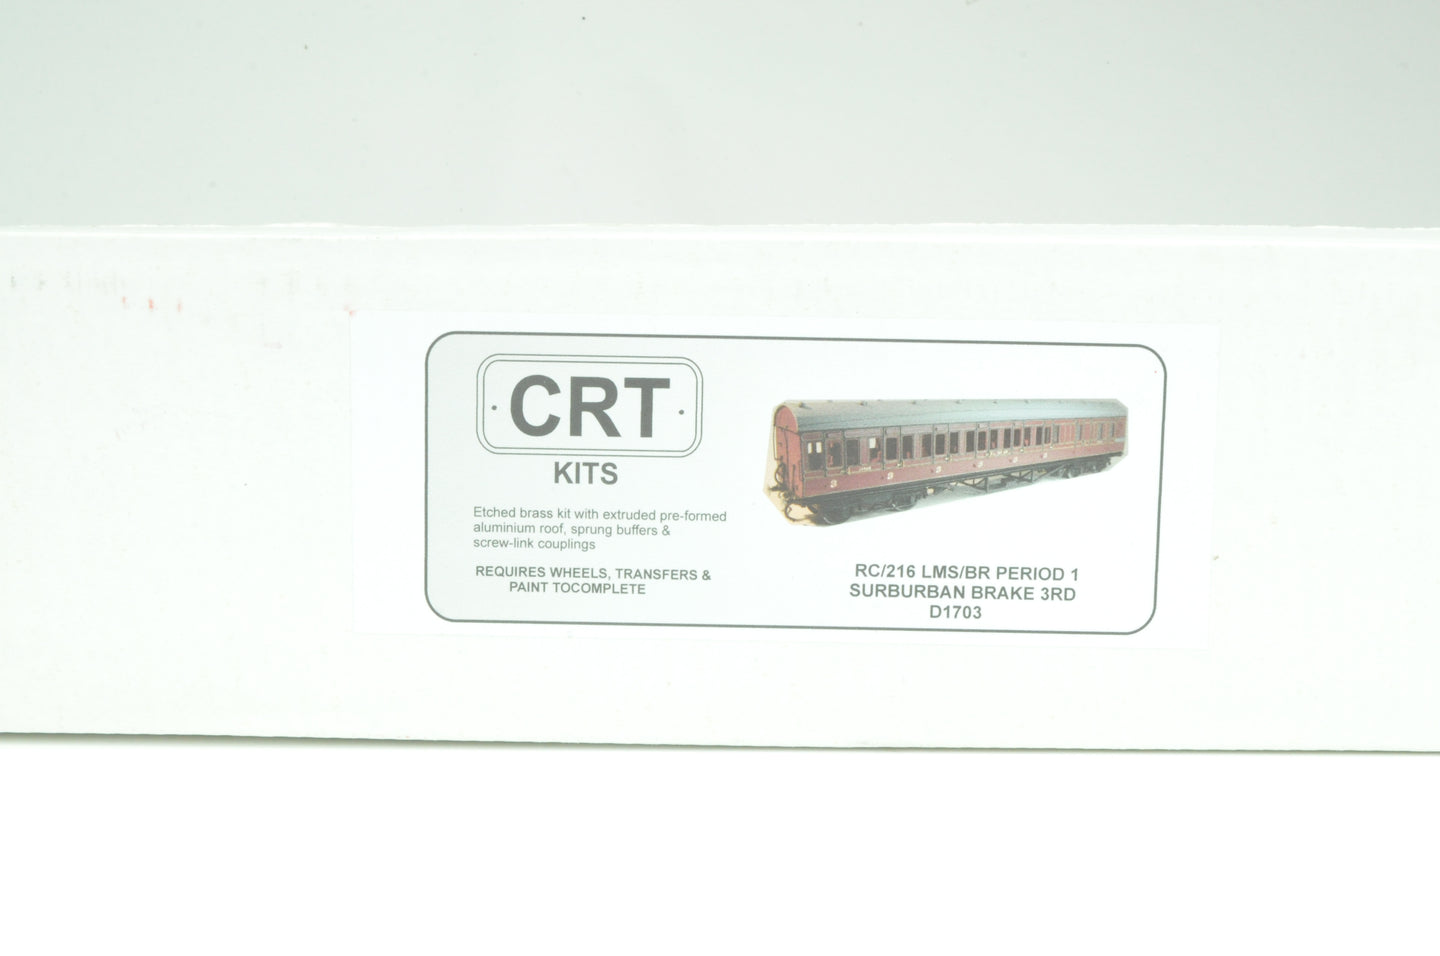 CRT
KITS
Etched brass kit with extruded pre-formed
aluminium roof, sprung buffers &
screw-link couplings
REQUIRES WHEELS, TRANSFERS &
PAINT TOCOMPLETE
RC/216 LMS/BR PERIOD 1
SURBURBAN BRAKE 3RD
D1703